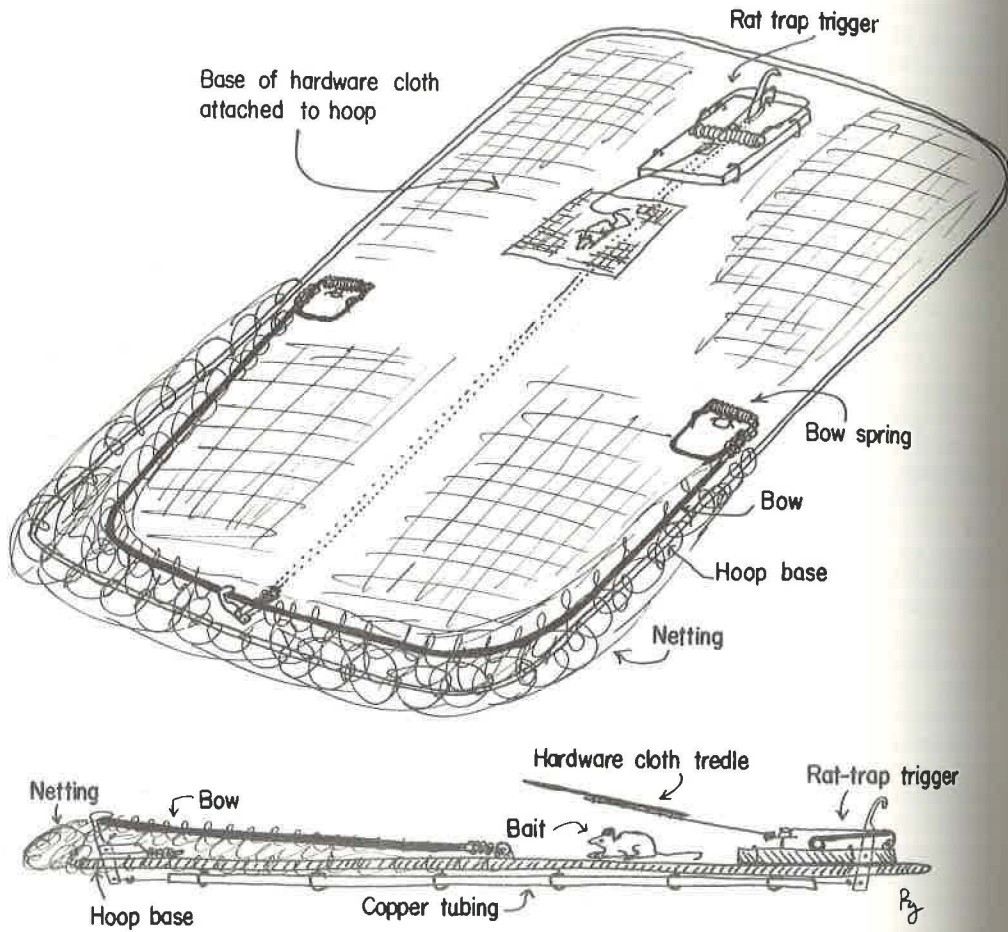 Rat trap trigger
Base of hardware cloth
attached to hoop
Bow spring
Bow
Hoop base
Netting
Hardware cloth tredle
Rat-trap trigger
Netting
Bow
Bait
Copper tubing
Hoop base